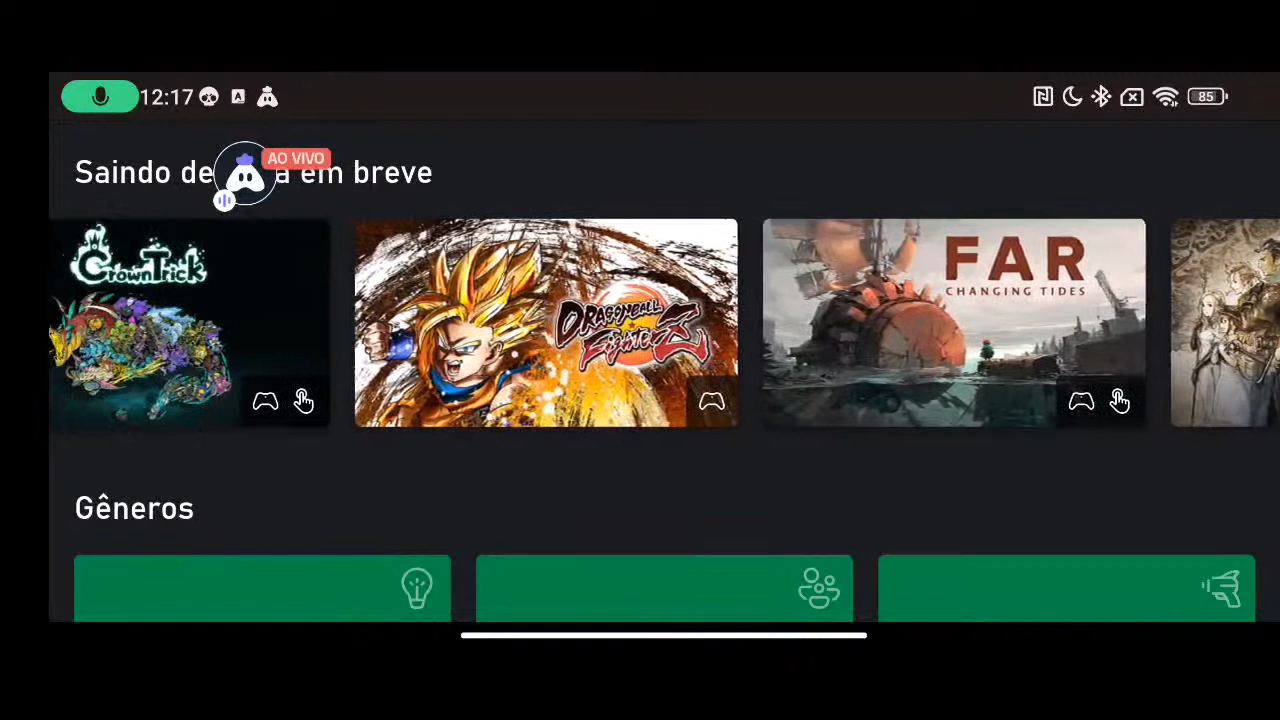 12:17
85
AO VIVO
Saindo de a em breve
CrownTrick
DRAGONBALL
FighterZ
FAR
CHANGING TIDES
Gêneros